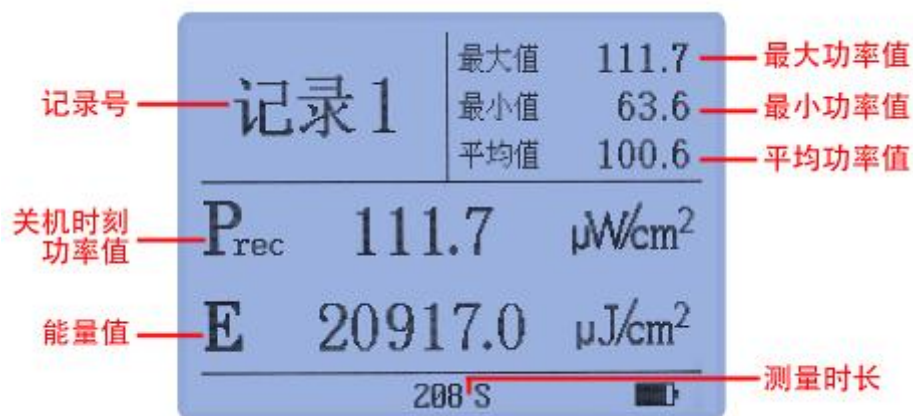 记录号
记录1
最大值 111.7
最大功率值
最小值 63.6
最小功率值
平均值 100.6
平均功率值
关机时刻
功率值
Prec 111.7 μW/cm²
能量值
E 20917.0 μJ/cm²
208 S
测量时长